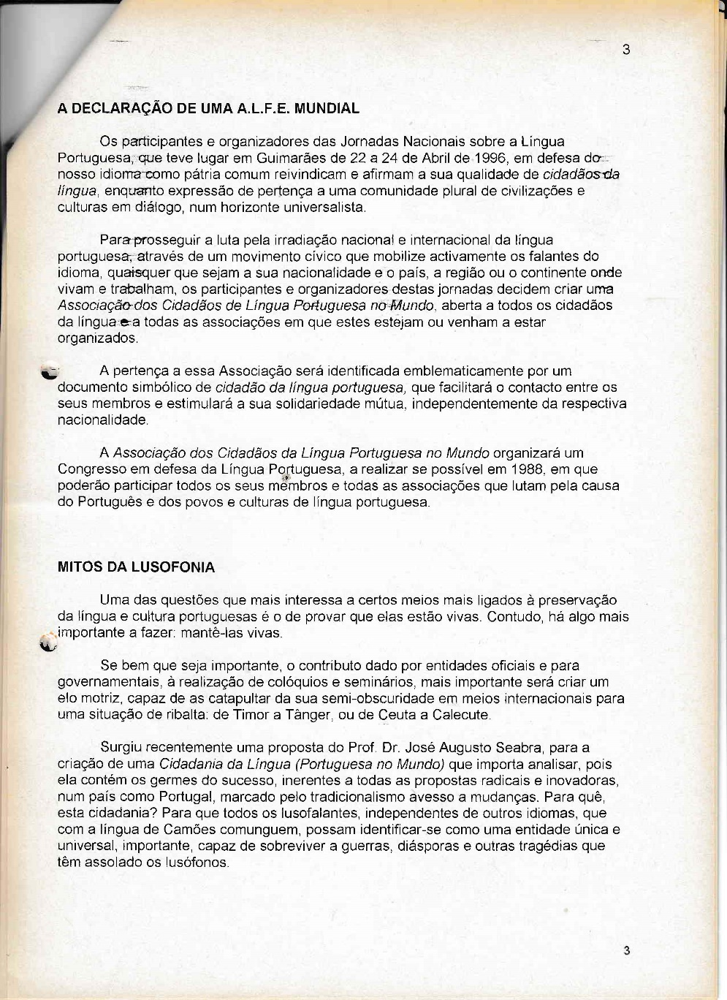 3
A DECLARAÇÃO DE UMA A.L.F.E. MUNDIAL
Os participantes e organizadores das Jornadas Nacionais sobre a Língua
Portuguesa, que teve lugar em Guimarães de 22 a 24 de Abril de 1996, em defesa do
nosso idioma como pátria comum reivindicam e afirmam a sua qualidade de cidadãos da
língua, enquanto expressão de pertença a uma comunidade plural de civilizações e
culturas em diálogo, num horizonte universalista.
Para prosseguir a luta pela irradiação nacional e internacional da língua
portuguesa, através de um movimento cívico que mobilize activamente os falantes do
idioma, quaisquer que sejam a sua nacionalidade e o país, a região ou o continente onde
vivam e trabalham, os participantes e organizadores destas jornadas decidem criar uma
Associação dos Cidadãos de Língua Portuguesa no Mundo, aberta a todos os cidadãos
da língua e a todas as associações em que estes estejam ou venham a estar
organizados.
A pertença a essa Associação será identificada emblematicamente por um
documento simbólico de cidadão da língua portuguesa, que facilitará o contacto entre os
seus membros e estimulará a sua solidariedade mútua, independentemente da respectiva
nacionalidade.
A Associação dos Cidadãos da Língua Portuguesa no Mundo organizará um
Congresso em defesa da Língua Portuguesa, a realizar se possível em 1988, em que
poderão participar todos os seus membros e todas as associações que lutam pela causa
do Português e dos povos e culturas de língua portuguesa.
MITOS DA LUSOFONIA
Uma das questões que mais interessa a certos meios mais ligados à preservação
da língua e cultura portuguesas é o de provar que elas estão vivas. Contudo, há algo mais
importante a fazer: mantê-las vivas.
Se bem que seja importante, o contributo dado por entidades oficiais e para
governamentais, à realização de colóquios e seminários, mais importante será criar um
elo motriz, capaz de as catapultar da sua semi-obscuridade em meios internacionais para
uma situação de ribalta: de Timor a Tânger, ou de Ceuta a Calecute.
Surgiu recentemente uma proposta do Prof. Dr. José Augusto Seabra, para a
criação de uma Cidadania da Língua (Portuguesa no Mundo) que importa analisar, pois
ela contém os germes do sucesso, inerentes a todas as propostas radicais e inovadoras,
num país como Portugal, marcado pelo tradicionalismo avesso a mudanças. Para quê,
esta cidadania? Para que todos os lusofalantes, independentes de outros idiomas, que
com a língua de Camões comunguem, possam identificar-se como uma entidade única e
universal, importante, capaz de sobreviver a guerras, diásporas e outras tragédias que
têm assolado os lusófonos.
3